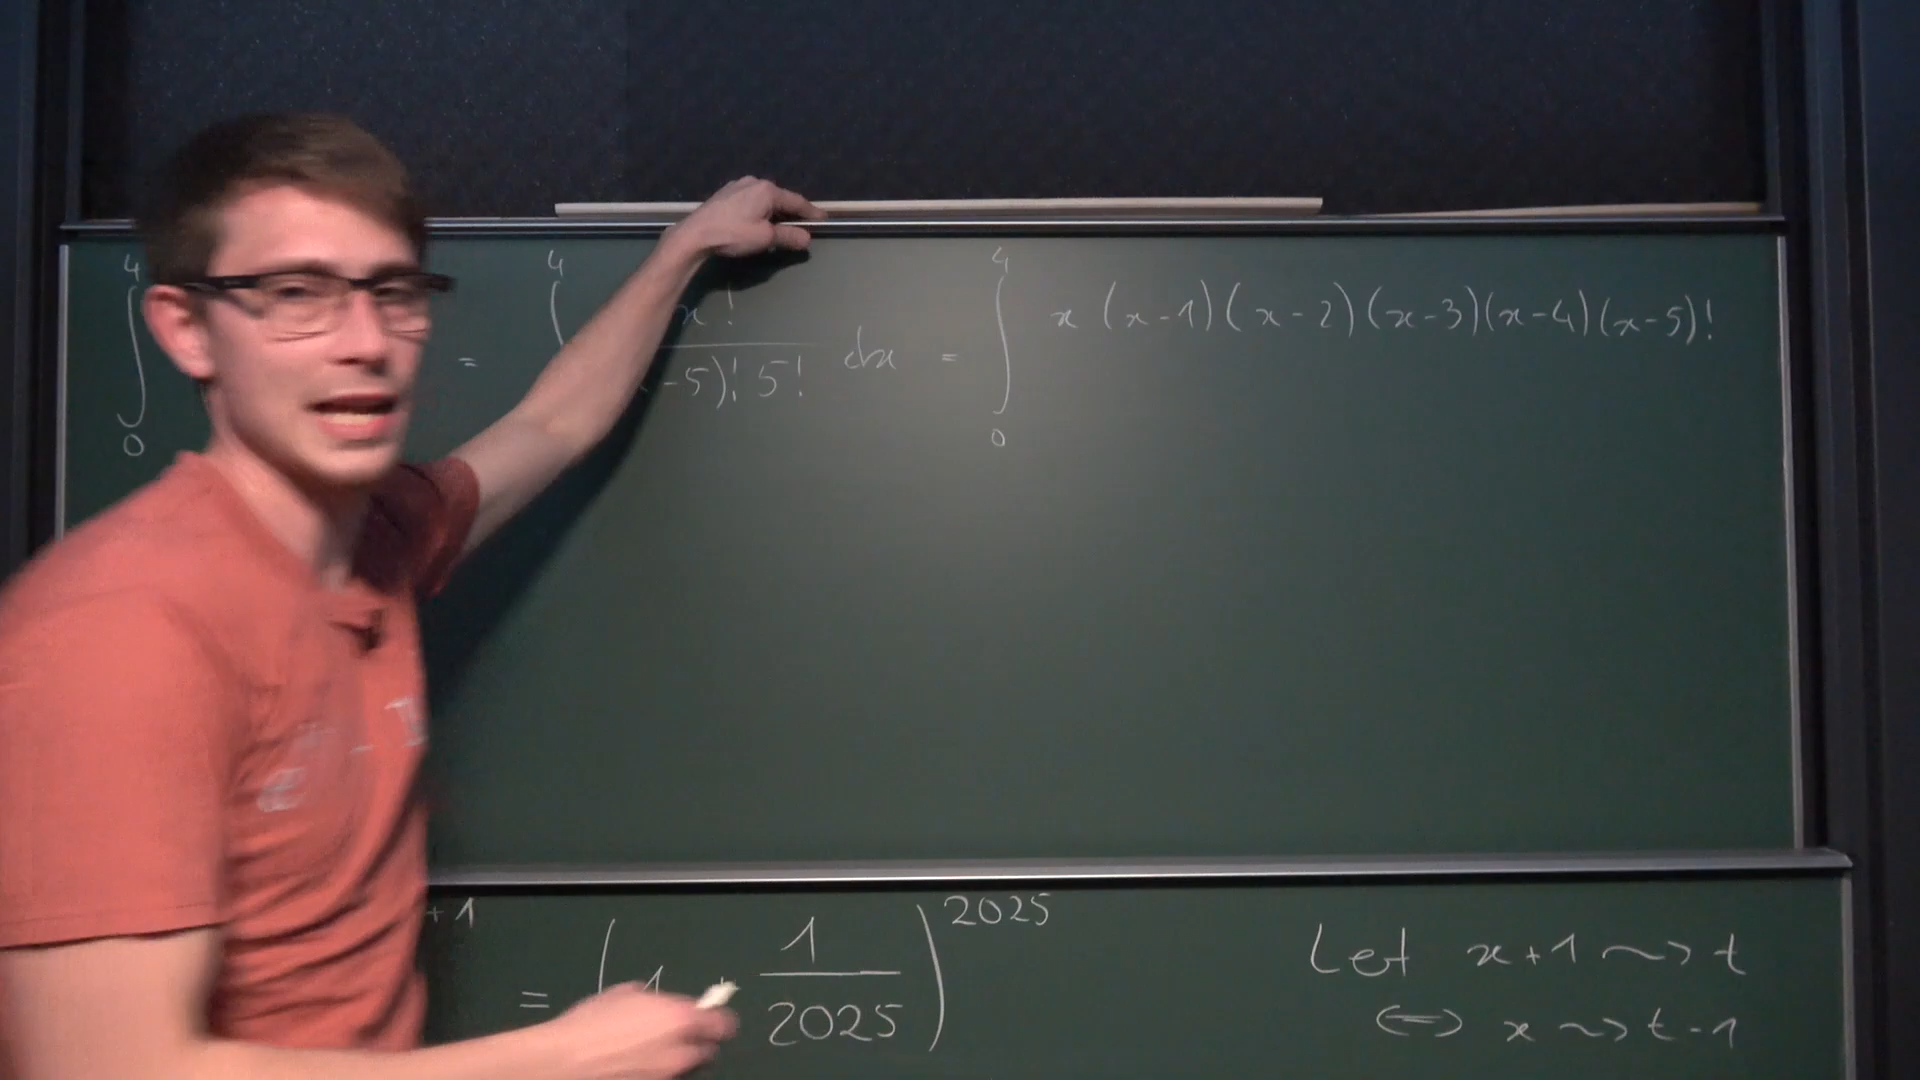 4 4 4
∫ = ∫ x! / -5)! 5! dx = ∫ x (x-1)(x-2)(x-3)(x-4)(x-5)!
0 0
+1 = (1 + 1/2025)^2025
Let x+1 ⇝ t
⟺ x ⇝ t-1